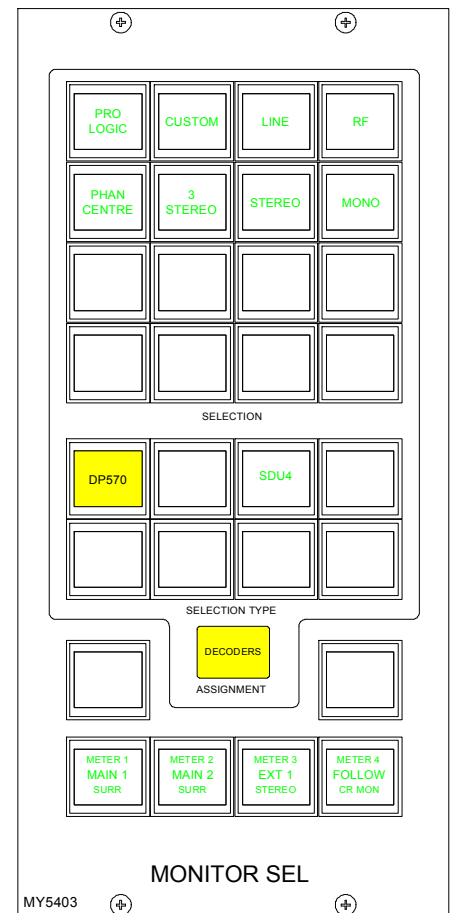 PRO
LOGIC
CUSTOM
LINE
RF
PHAN
CENTRE
3
STEREO
STEREO
MONO
SELECTION
DP570
SDU4
SELECTION TYPE
DECODERS
ASSIGNMENT
METER 1
MAIN 1
SURR
METER 2
MAIN 2
SURR
METER 3
EXT 1
STEREO
METER 4
FOLLOW
CR MON
MONITOR SEL
MY5403